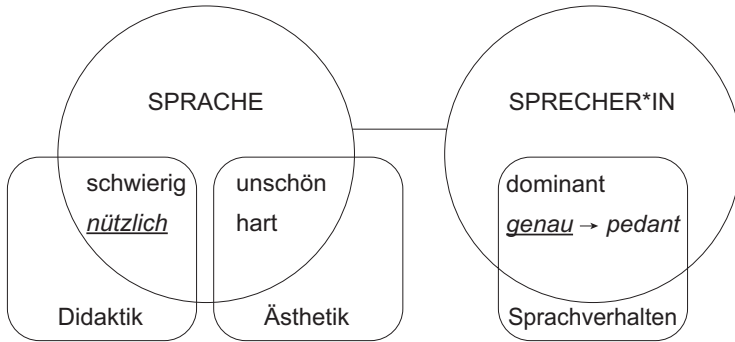 SPRACHE
SPRECHER*IN
schwierig
nützlich
unschön
hart
dominant
genau → pedant
Didaktik
Ästhetik
Sprachverhalten